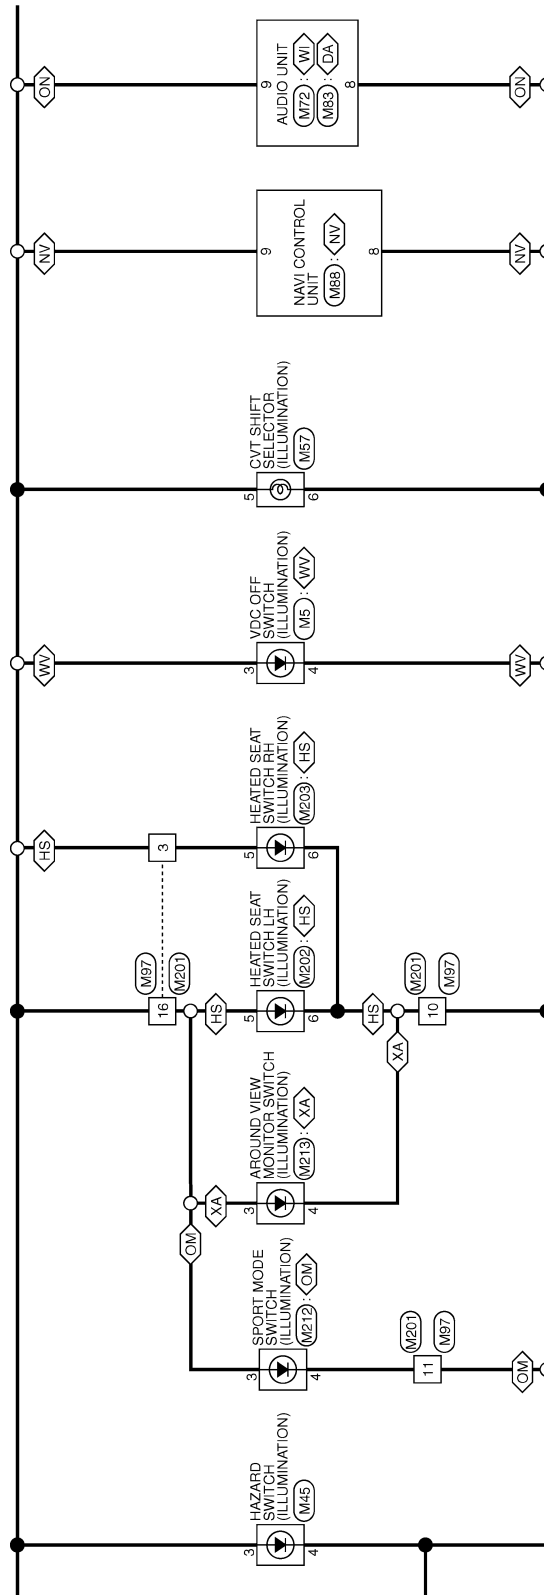 ON
9
AUDIO UNIT
M72 : WI
M83 : DA
8
ON
NV
9
NAVI CONTROL
UNIT
M88 : NV
8
NV
5
CVT SHIFT
SELECTOR
(ILLUMINATION)
M57
6
WV
3
VDC OFF
SWITCH
(ILLUMINATION)
M5 : WV
4
WV
HS
3
5
HEATED SEAT
SWITCH RH
(ILLUMINATION)
M203 : HS
6
M97
16
M201
HS
5
HEATED SEAT
SWITCH LH
(ILLUMINATION)
M202 : HS
6
HS
M201
10
M97
XA
XA
3
AROUND VIEW
MONITOR SWITCH
(ILLUMINATION)
M213 : XA
4
OM
3
SPORT MODE
SWITCH
(ILLUMINATION)
M212 : OM
4
M201
11
M97
OM
3
HAZARD
SWITCH
(ILLUMINATION)
M45
4